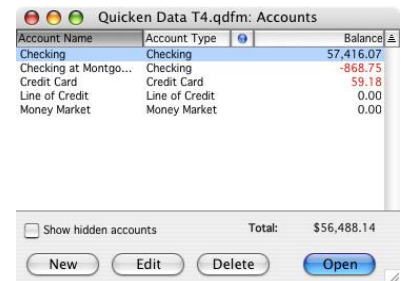 Quicken Data T4.qdfm: Accounts
Account Name Account Type Balance
Checking Checking 57,416.07
Checking at Montgo... Checking -868.75
Credit Card Credit Card 59.18
Line of Credit Line of Credit 0.00
Money Market Money Market 0.00
Show hidden accounts Total: $56,488.14
New Edit Delete Open